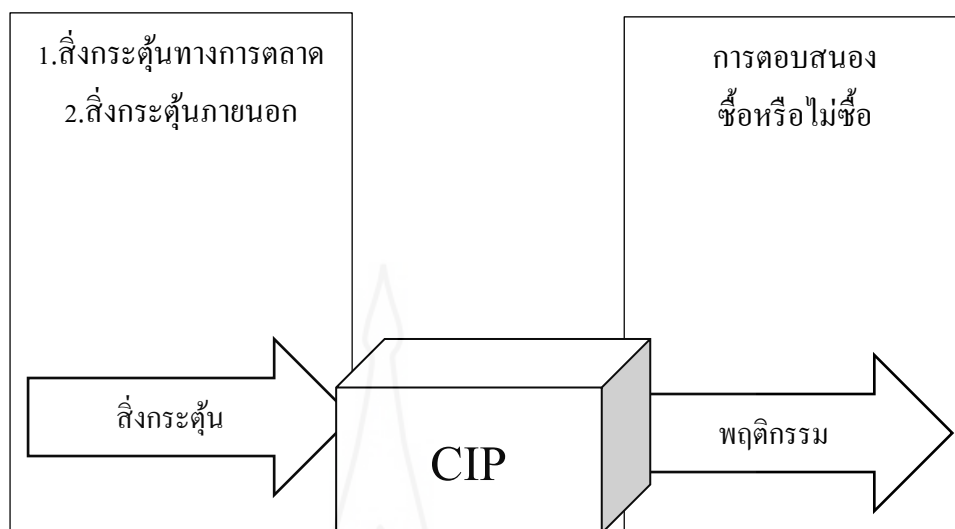 1.สิ่งกระตุ้นทางการตลาด
2.สิ่งกระตุ้นภายนอก
การตอบสนอง
ซื้อหรือไม่ซื้อ
สิ่งกระตุ้น
CIP
พฤติกรรม